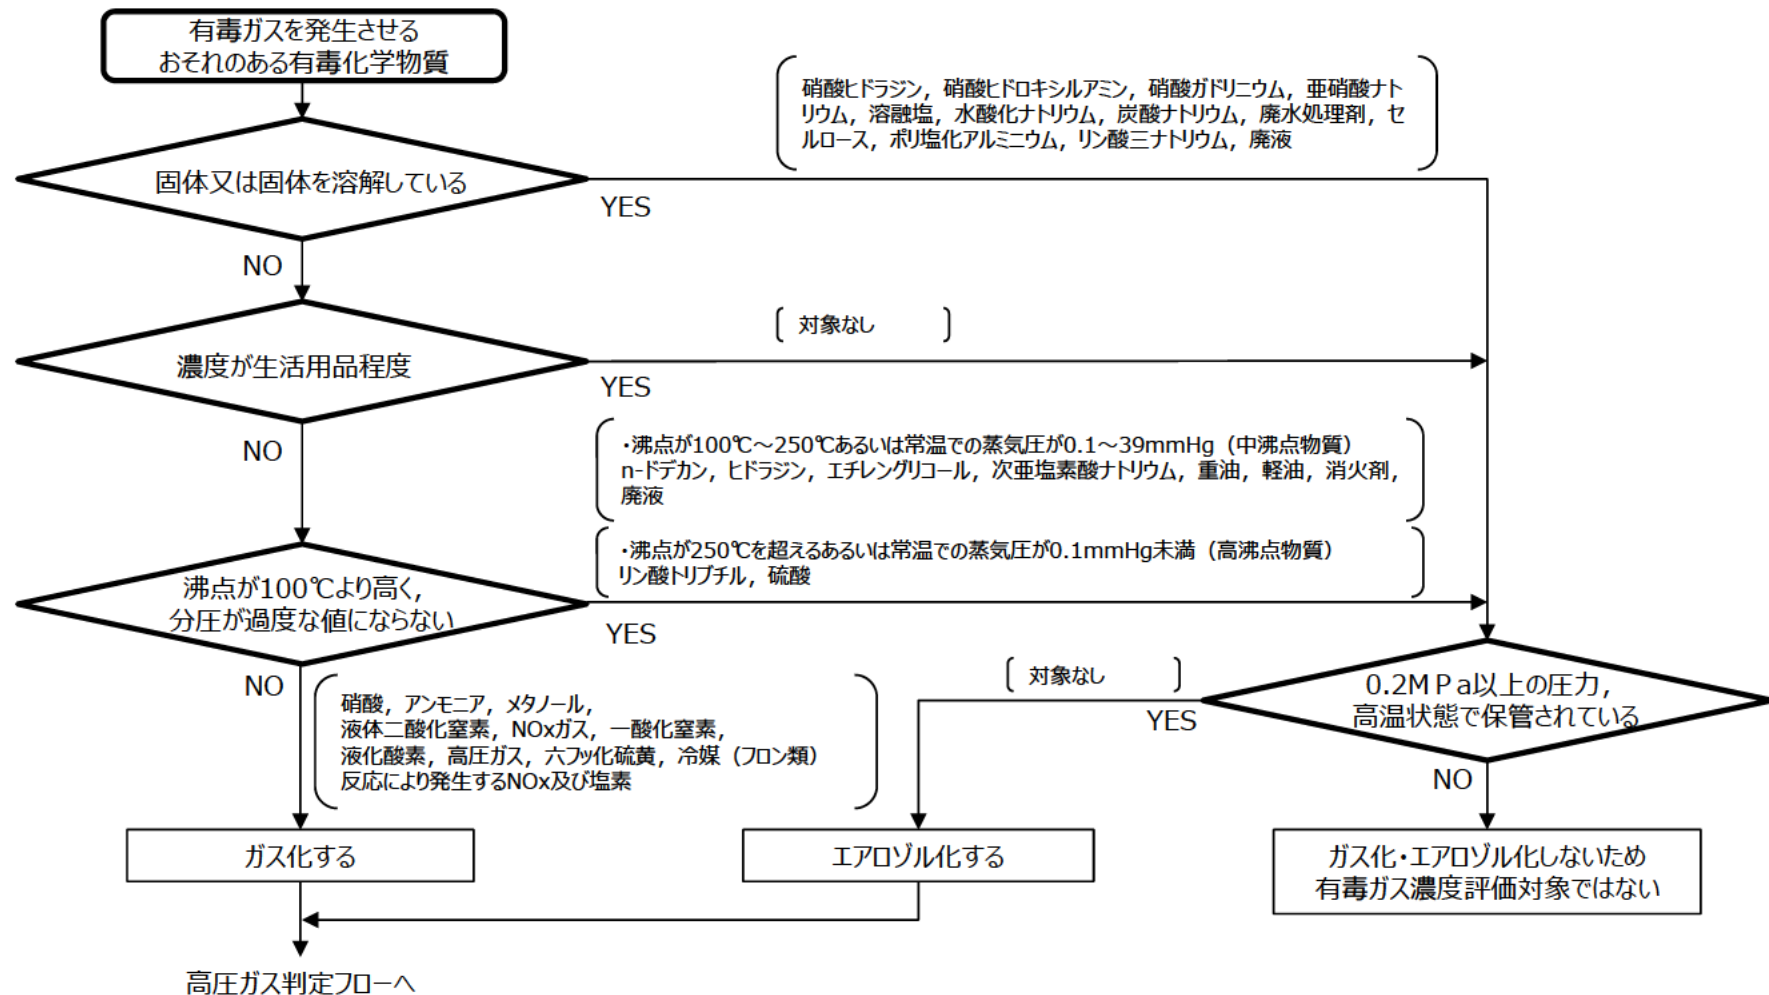 有毒ガスを発生させる
おそれのある有毒化学物質
硝酸ヒドラジン，硝酸ヒドロキシルアミン，硝酸ガドリニウム，亜硝酸ナト
リウム，溶融塩，水酸化ナトリウム，炭酸ナトリウム，廃水処理剤，セ
ルロース，ポリ塩化アルミニウム，リン酸三ナトリウム，廃液
固体又は固体を溶解している
YES
NO
対象なし
濃度が生活用品程度
YES
NO
・沸点が100℃～250℃あるいは常温での蒸気圧が0.1～39mmHg（中沸点物質）
n-ドデカン，ヒドラジン，エチレングリコール，次亜塩素酸ナトリウム，重油，軽油，消火剤，
廃液
・沸点が250℃を超えるあるいは常温での蒸気圧が0.1mmHg未満（高沸点物質）
リン酸トリブチル，硫酸
沸点が100℃より高く，
分圧が過度な値にならない
YES
NO
硝酸，アンモニア，メタノール，
液体二酸化窒素，NOxガス，一酸化窒素，
液化酸素，高圧ガス，六フッ化硫黄，冷媒（フロン類）
反応により発生するNOx及び塩素
対象なし
0.2MＰa以上の圧力，
高温状態で保管されている
YES
NO
ガス化する
エアロゾル化する
ガス化・エアロゾル化しないため
有毒ガス濃度評価対象ではない
高圧ガス判定フローへ